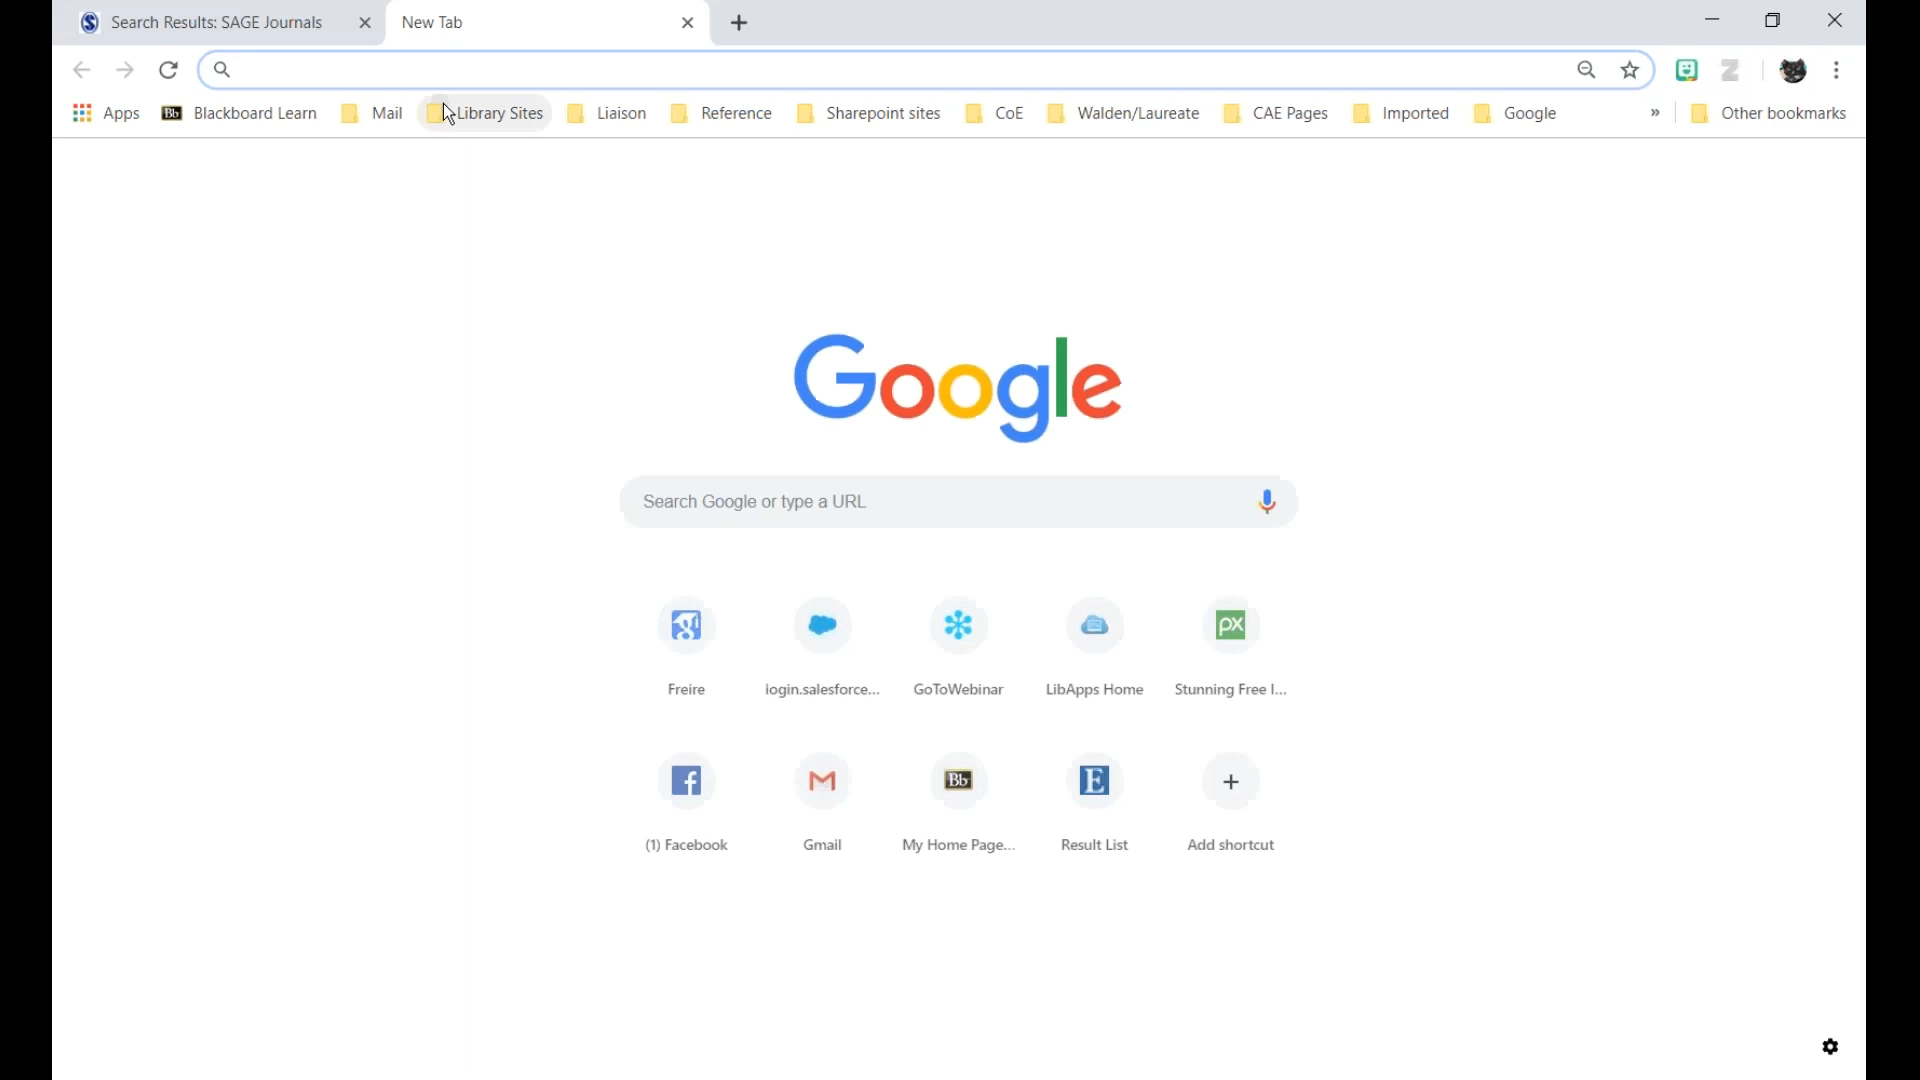 Search Results: SAGE Journals
New Tab
Apps Blackboard Learn Mail Library Sites Liaison Reference Sharepoint sites CoE Walden/Laureate CAE Pages Imported Google » Other bookmarks
Google
Search Google or type a URL
Freire login.salesforce... GoToWebinar LibApps Home Stunning Free I...
(1) Facebook Gmail My Home Page... Result List Add shortcut